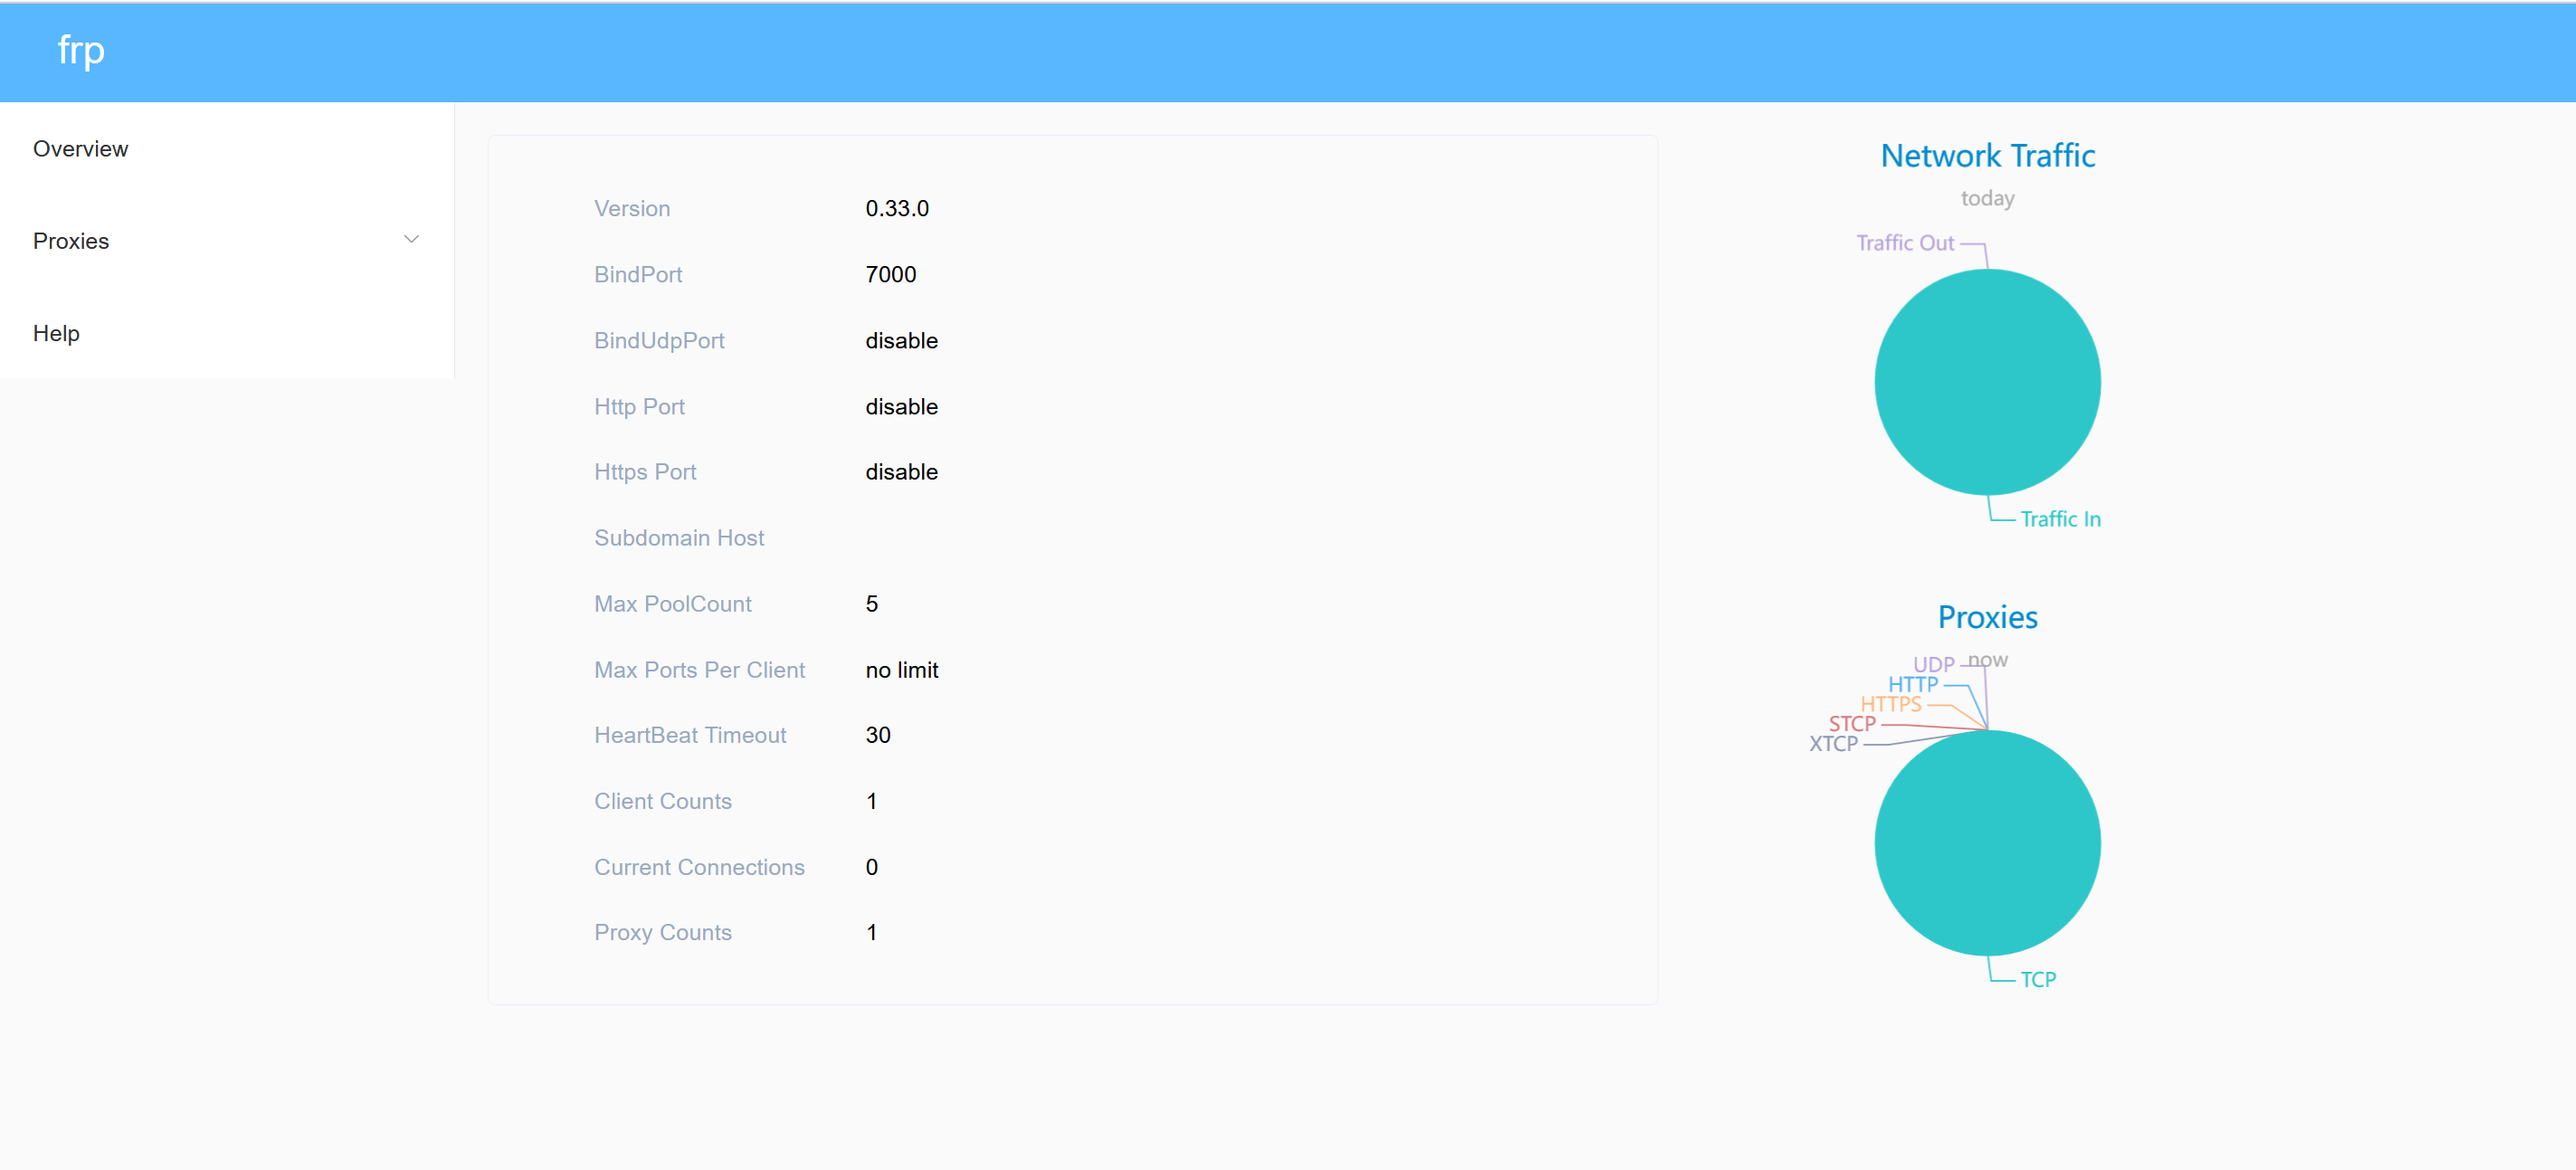 frp
Overview
Proxies
Help
Version 0.33.0
BindPort 7000
BindUdpPort disable
Http Port disable
Https Port disable
Subdomain Host
Max PoolCount 5
Max Ports Per Client no limit
HeartBeat Timeout 30
Client Counts 1
Current Connections 0
Proxy Counts 1
Network Traffic
today
Traffic Out
Traffic In
Proxies
now
UDP
HTTP
HTTPS
STCP
XTCP
TCP